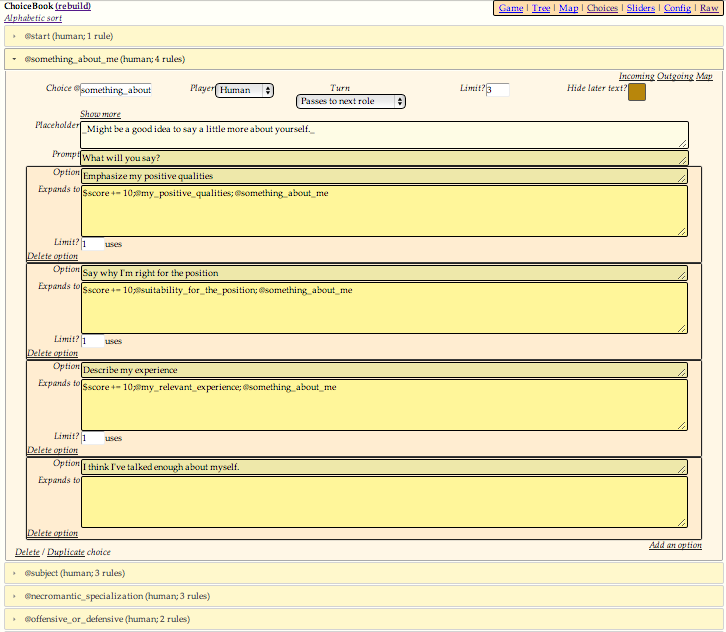 ChoiceBook (rebuild)
Game | Tree | Map | Choices | Sliders | Config | Raw
Alphabetic sort
@start (human; 1 rule)
@something_about_me (human; 4 rules)
Incoming Outgoing Map
Choice @something_about Player Human Turn Passes to next role Limit? 3 Hide later text?
Show more
Placeholder _Might be a good idea to say a little more about yourself._
Prompt What will you say?
Option Emphasize my positive qualities
Expands to $score += 10;@my_positive_qualities; @something_about_me
Limit? 1 uses
Delete option
Option Say why I'm right for the position
Expands to $score += 10;@suitability_for_the_position; @something_about_me
Limit? 1 uses
Delete option
Option Describe my experience
Expands to $score += 10;@my_relevant_experience; @something_about_me
Limit? 1 uses
Delete option
Option I think I've talked enough about myself.
Expands to
Delete option
Add an option
Delete / Duplicate choice
@subject (human; 3 rules)
@necromantic_specialization (human; 3 rules)
@offensive_or_defensive (human; 2 rules)